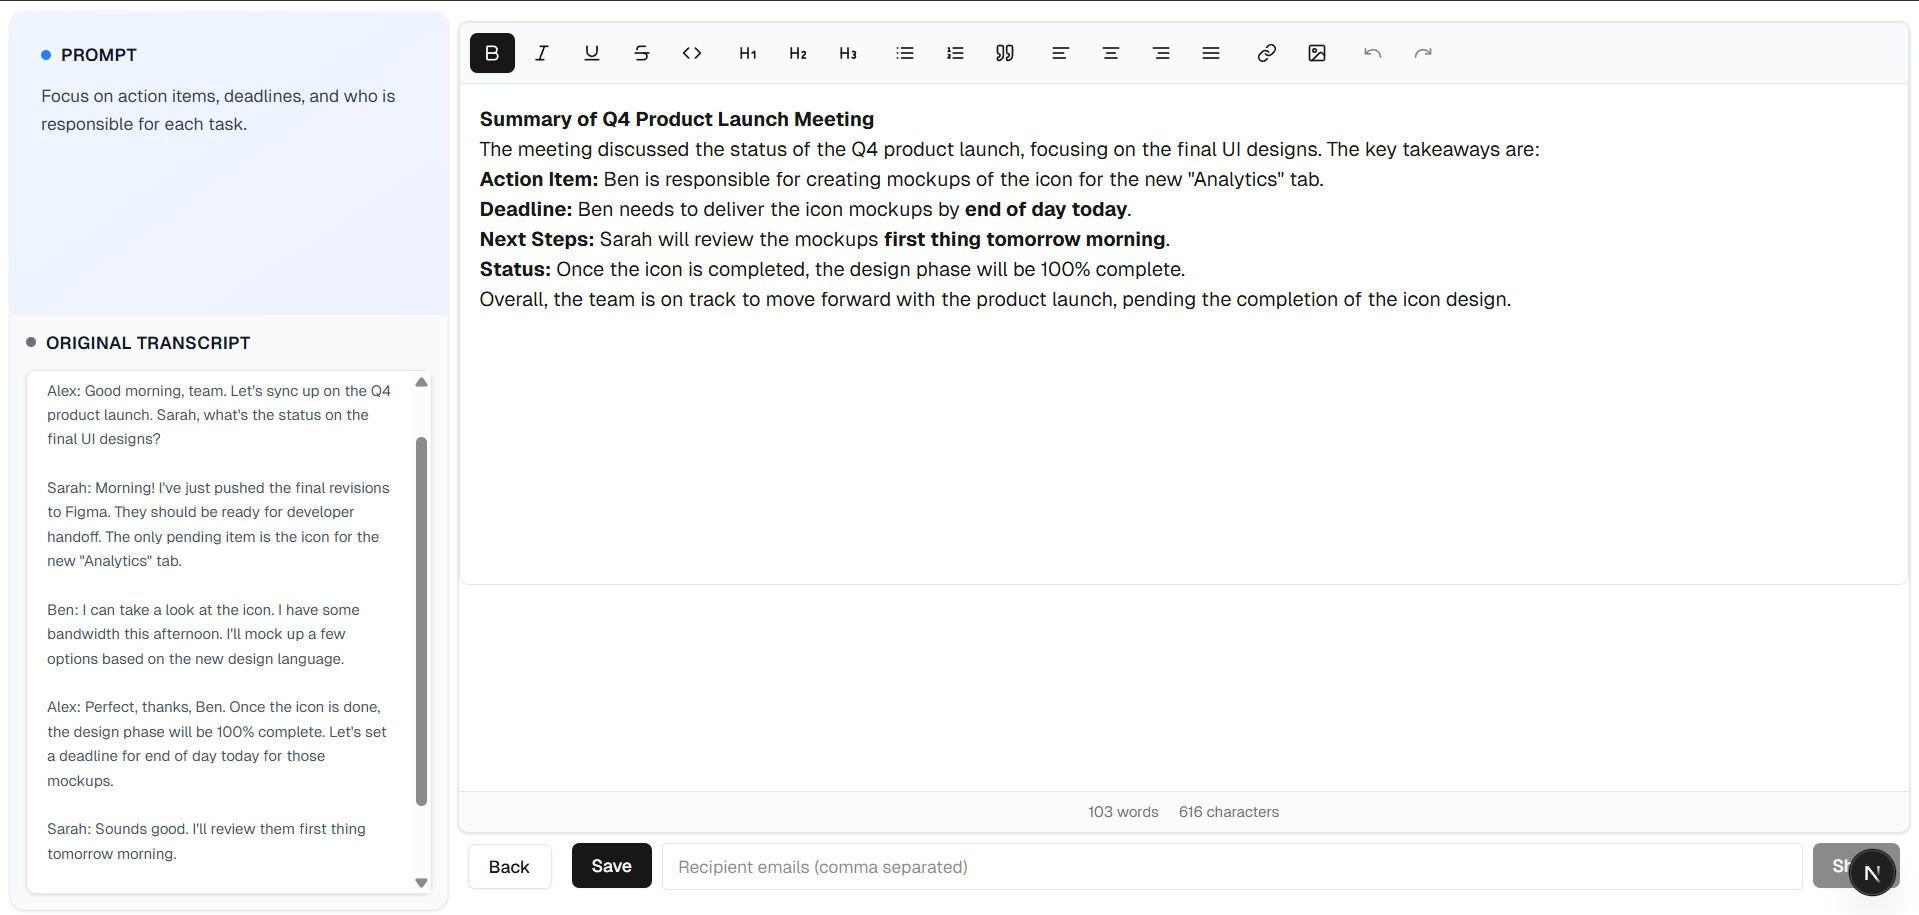 PROMPT
Focus on action items, deadlines, and who is
responsible for each task.
ORIGINAL TRANSCRIPT
Alex: Good morning, team. Let's sync up on the Q4
product launch. Sarah, what's the status on the
final UI designs?
Sarah: Morning! I've just pushed the final revisions
to Figma. They should be ready for developer
handoff. The only pending item is the icon for the
new "Analytics" tab.
Ben: I can take a look at the icon. I have some
bandwidth this afternoon. I'll mock up a few
options based on the new design language.
Alex: Perfect, thanks, Ben. Once the icon is done,
the design phase will be 100% complete. Let's set
a deadline for end of day today for those
mockups.
Sarah: Sounds good. I'll review them first thing
tomorrow morning.
B I U S <> H1 H2 H3
Summary of Q4 Product Launch Meeting
The meeting discussed the status of the Q4 product launch, focusing on the final UI designs. The key takeaways are:
Action Item: Ben is responsible for creating mockups of the icon for the new "Analytics" tab.
Deadline: Ben needs to deliver the icon mockups by end of day today.
Next Steps: Sarah will review the mockups first thing tomorrow morning.
Status: Once the icon is completed, the design phase will be 100% complete.
Overall, the team is on track to move forward with the product launch, pending the completion of the icon design.
103 words 616 characters
Back
Save
Recipient emails (comma separated)
N